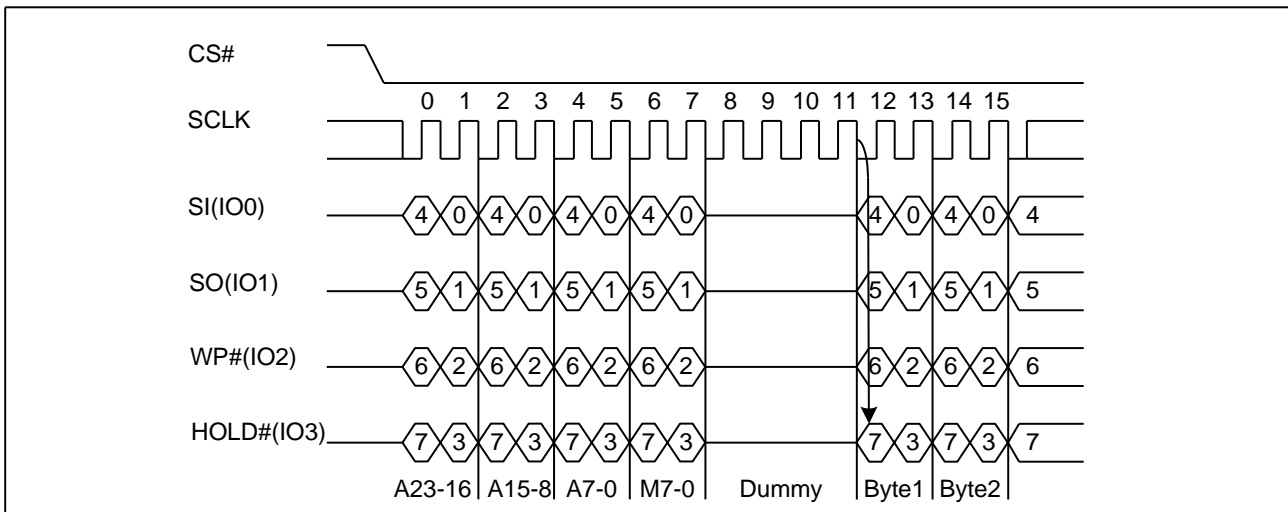 CS#
0 1 2 3 4 5 6 7 8 9 10 11 12 13 14 15
SCLK
SI(IO0) 4 0 4 0 4 0 4 0 4 0 4 0 4
SO(IO1) 5 1 5 1 5 1 5 1 5 1 5 1 5
WP#(IO2) 6 2 6 2 6 2 6 2 6 2 6 2 6
HOLD#(IO3) 7 3 7 3 7 3 7 3 7 3 7 3 7
A23-16 A15-8 A7-0 M7-0 Dummy Byte1 Byte2